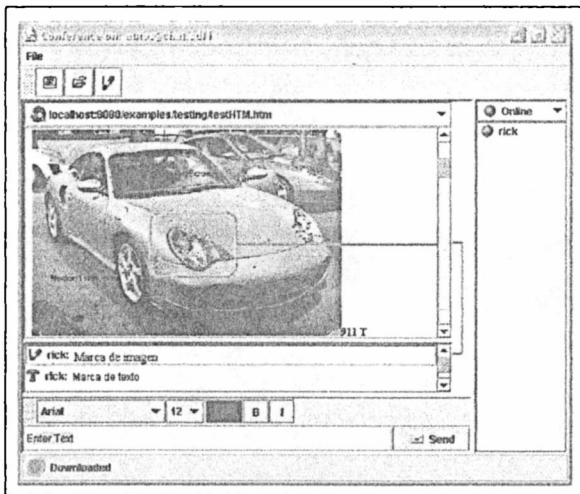 File
localhost:8080/examples/testing/testHTM.htm
Online
rick
911 T
rick: Marca de imagen
rick: Marca de texto
Arial 12 B I
Enter Text Send
Downloaded